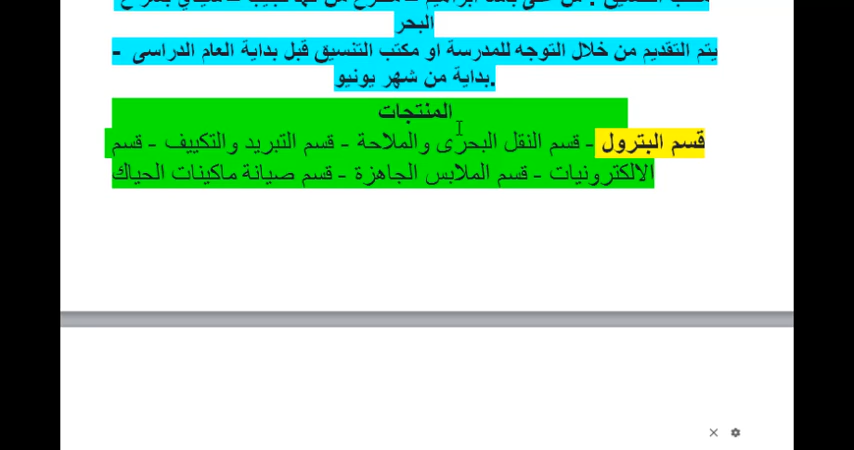 البحر
يتم التقديم من خلال التوجه للمدرسة او مكتب التنسيق قبل بداية العام الدراسى -
بداية من شهر يونيو.
المنتجات
قسم البترول - قسم النقل البحرى والملاحة - قسم التبريد والتكييف - قسم
الالكترونيات - قسم الملابس الجاهزة - قسم صيانة ماكينات الحياك